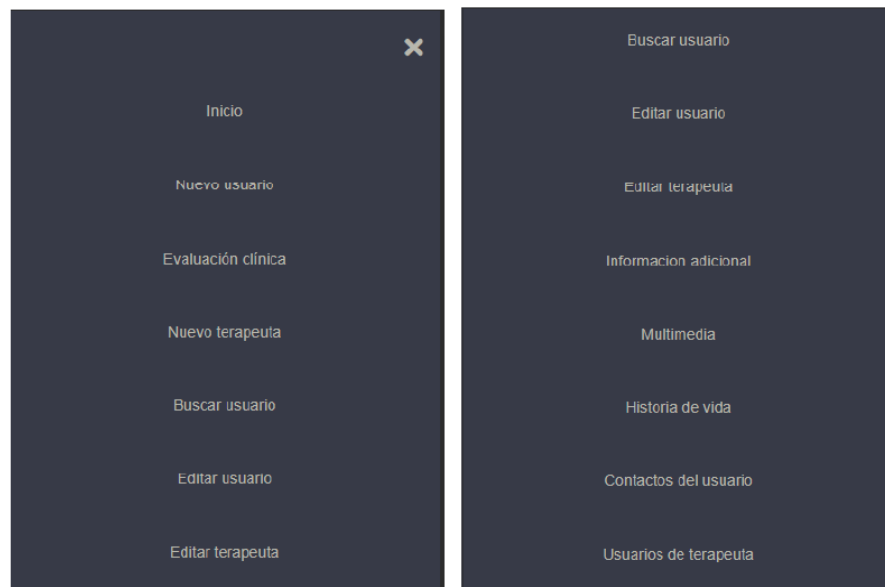 Inicio
Nuevo usuario
Evaluación clínica
Nuevo terapeuta
Buscar usuario
Editar usuario
Editar terapeuta
Buscar usuario
Editar usuario
Editar terapeuta
Informacion adicional
Multimedia
Historia de vida
Contactos del usuario
Usuarios de terapeuta